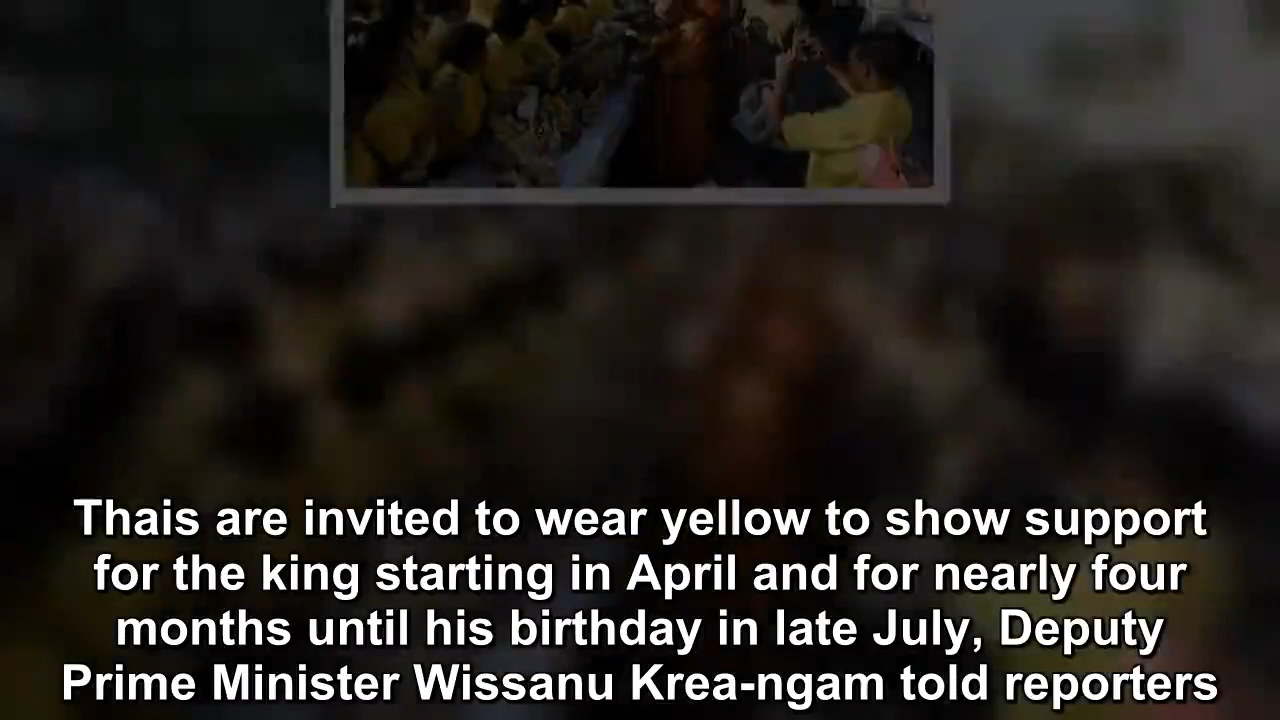 Thais are invited to wear yellow to show support
for the king starting in April and for nearly four
months until his birthday in late July, Deputy
Prime Minister Wissanu Krea-ngam told reporters